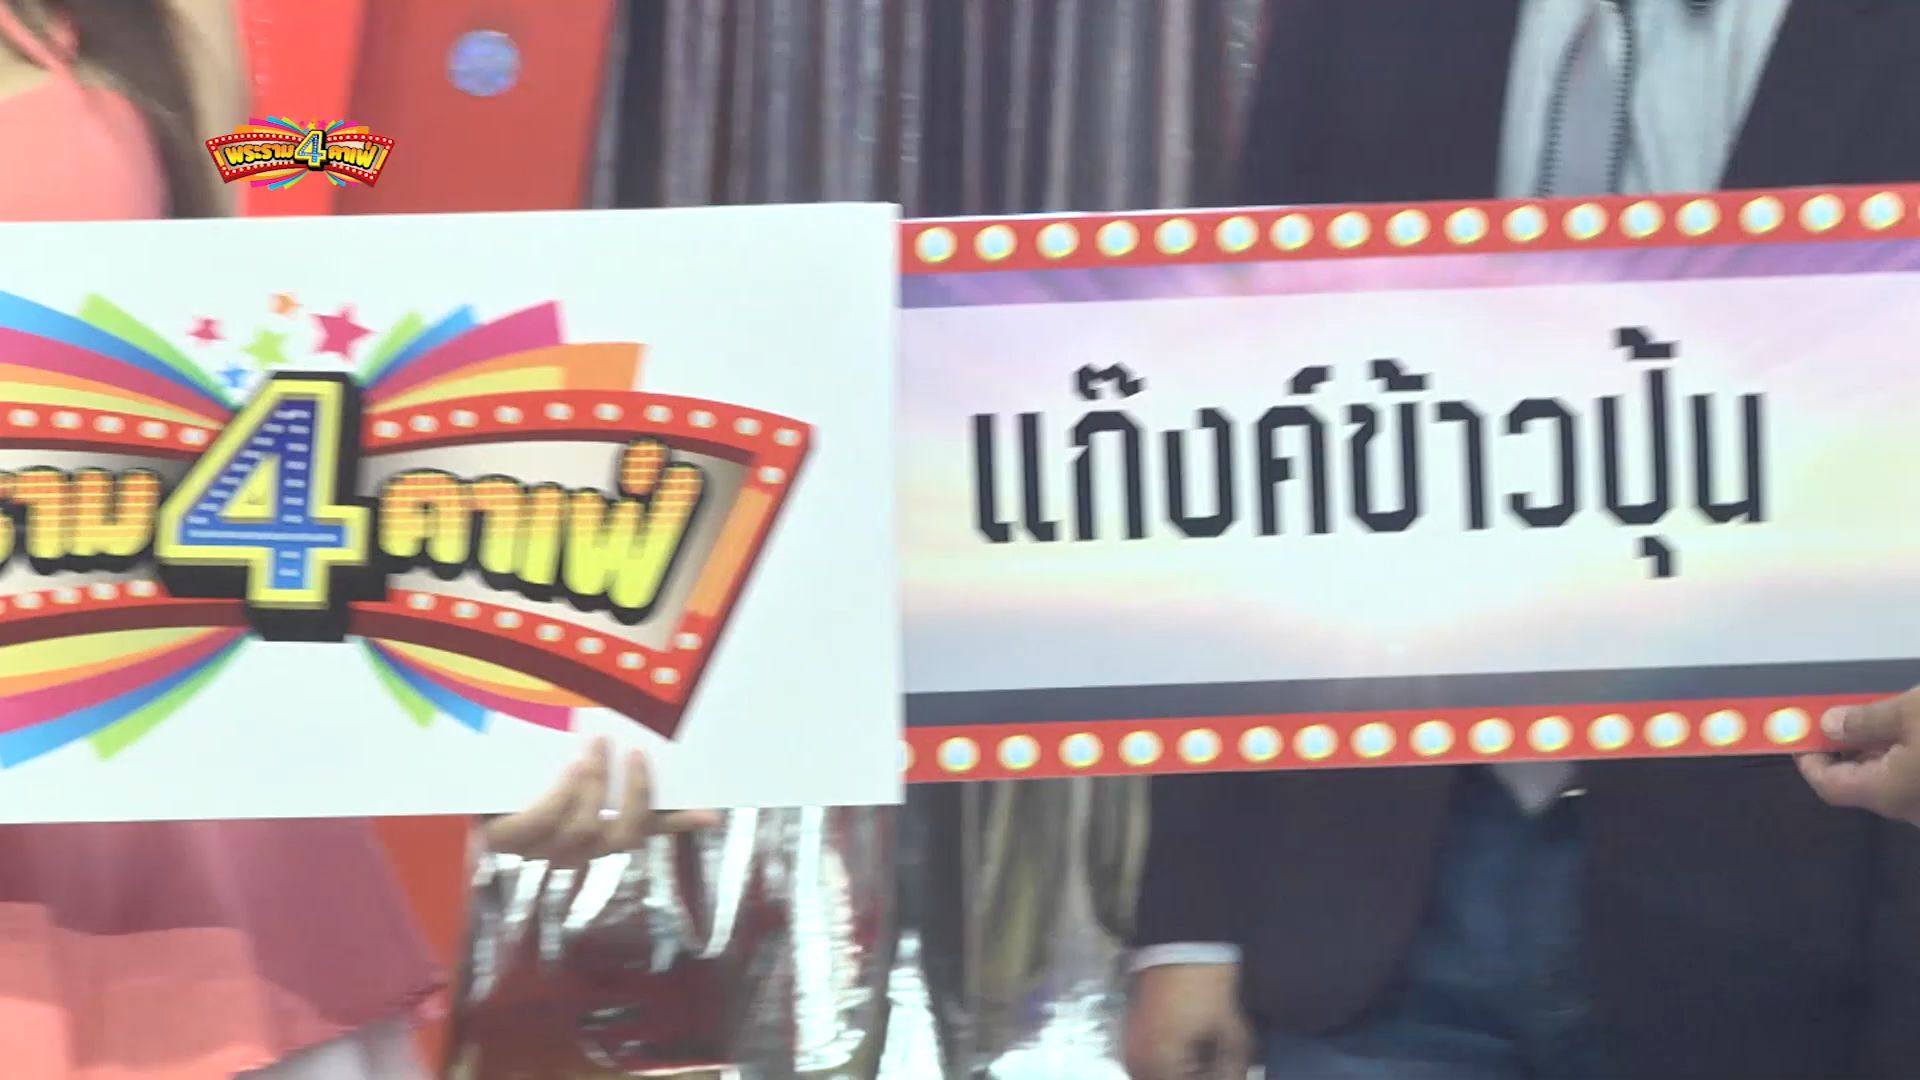 พระราม 4 คาเฟ่
ราม 4 คาเฟ่
แก๊งค์ข้าวปุ้น